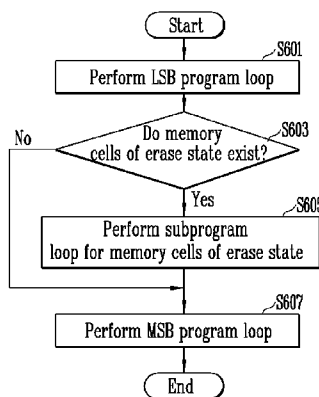 Start
S601
Perform LSB program loop
S603
Do memory
cells of erase state exist?
No
Yes
S605
Perform subprogram
loop for memory cells of erase state
S607
Perform MSB program loop
End